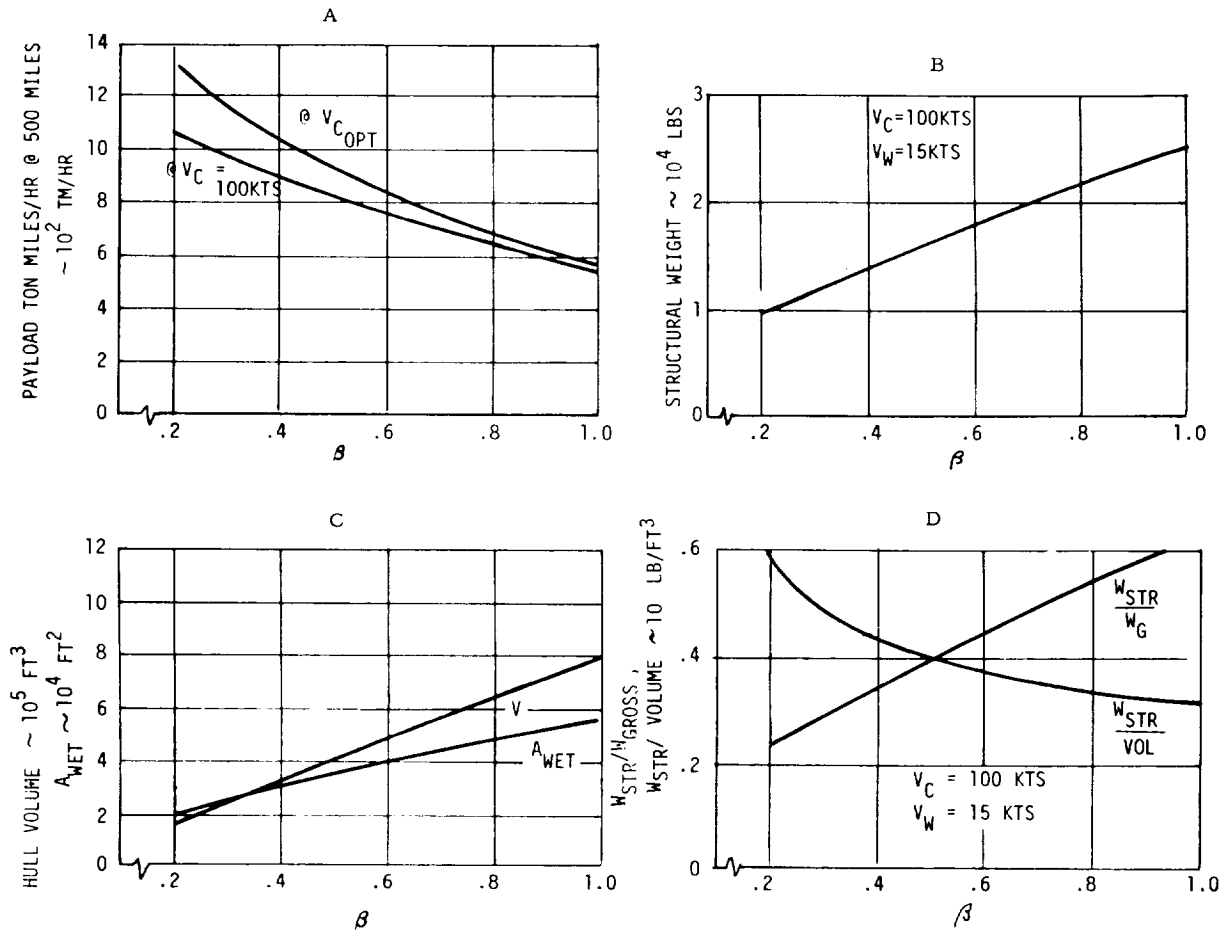 A
PAYLOAD TON MILES/HR @ 500 MILES
~10² TM/HR
14
12
10
8
6
4
2
0
@ V_C_OPT
@ V_C =
100KTS
.2 .4 .6 .8 1.0
β
B
STRUCTURAL WEIGHT ~ 10⁴ LBS
3
2
1
0
V_C=100KTS
V_W=15KTS
.2 .4 .6 .8 1.0
β
C
HULL VOLUME ~10⁵ FT³
A_WET ~10⁴ FT²
12
10
8
6
4
2
0
V
A_WET
.2 .4 .6 .8 1.0
β
D
W_STR/W_GROSS,
W_STR/ VOLUME ~10 LB/FT³
.6
.4
.2
0
W_STR
W_G
W_STR
VOL
V_C = 100 KTS
V_W = 15 KTS
.2 .4 .6 .8 1.0
β